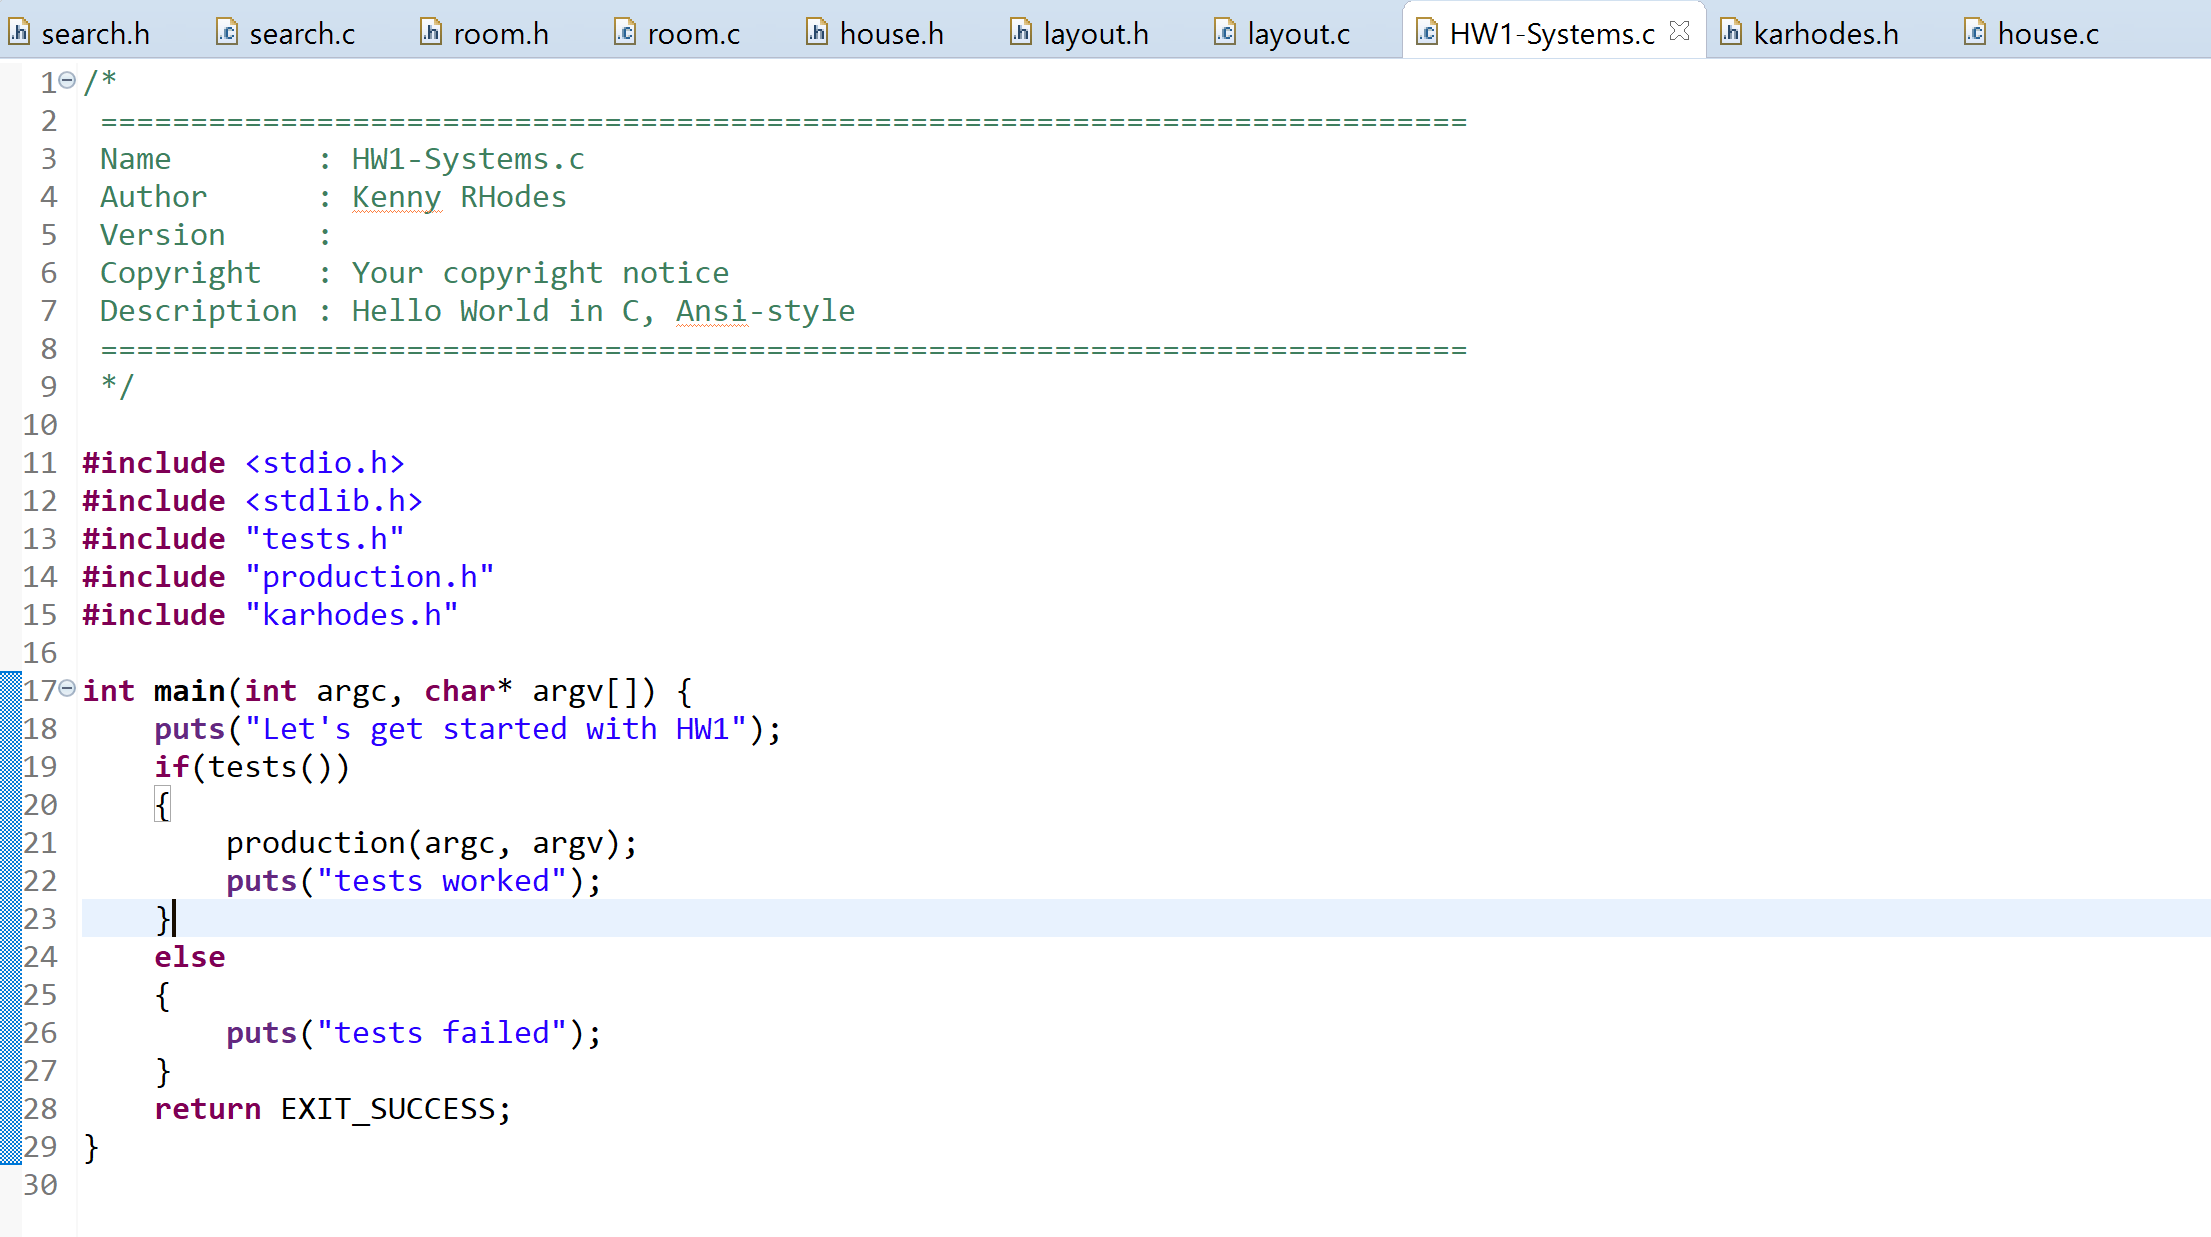 search.h search.c room.h room.c house.h layout.h layout.c HW1-Systems.c karhodes.h house.c
1 /*
2  ============================================================================
3  Name        : HW1-Systems.c
4  Author      : Kenny RHodes
5  Version     :
6  Copyright   : Your copyright notice
7  Description : Hello World in C, Ansi-style
8  ============================================================================
9  */
10
11 #include <stdio.h>
12 #include <stdlib.h>
13 #include "tests.h"
14 #include "production.h"
15 #include "karhodes.h"
16
17 int main(int argc, char* argv[]) {
18     puts("Let's get started with HW1");
19     if(tests())
20     {
21         production(argc, argv);
22         puts("tests worked");
23     }
24     else
25     {
26         puts("tests failed");
27     }
28     return EXIT_SUCCESS;
29 }
30